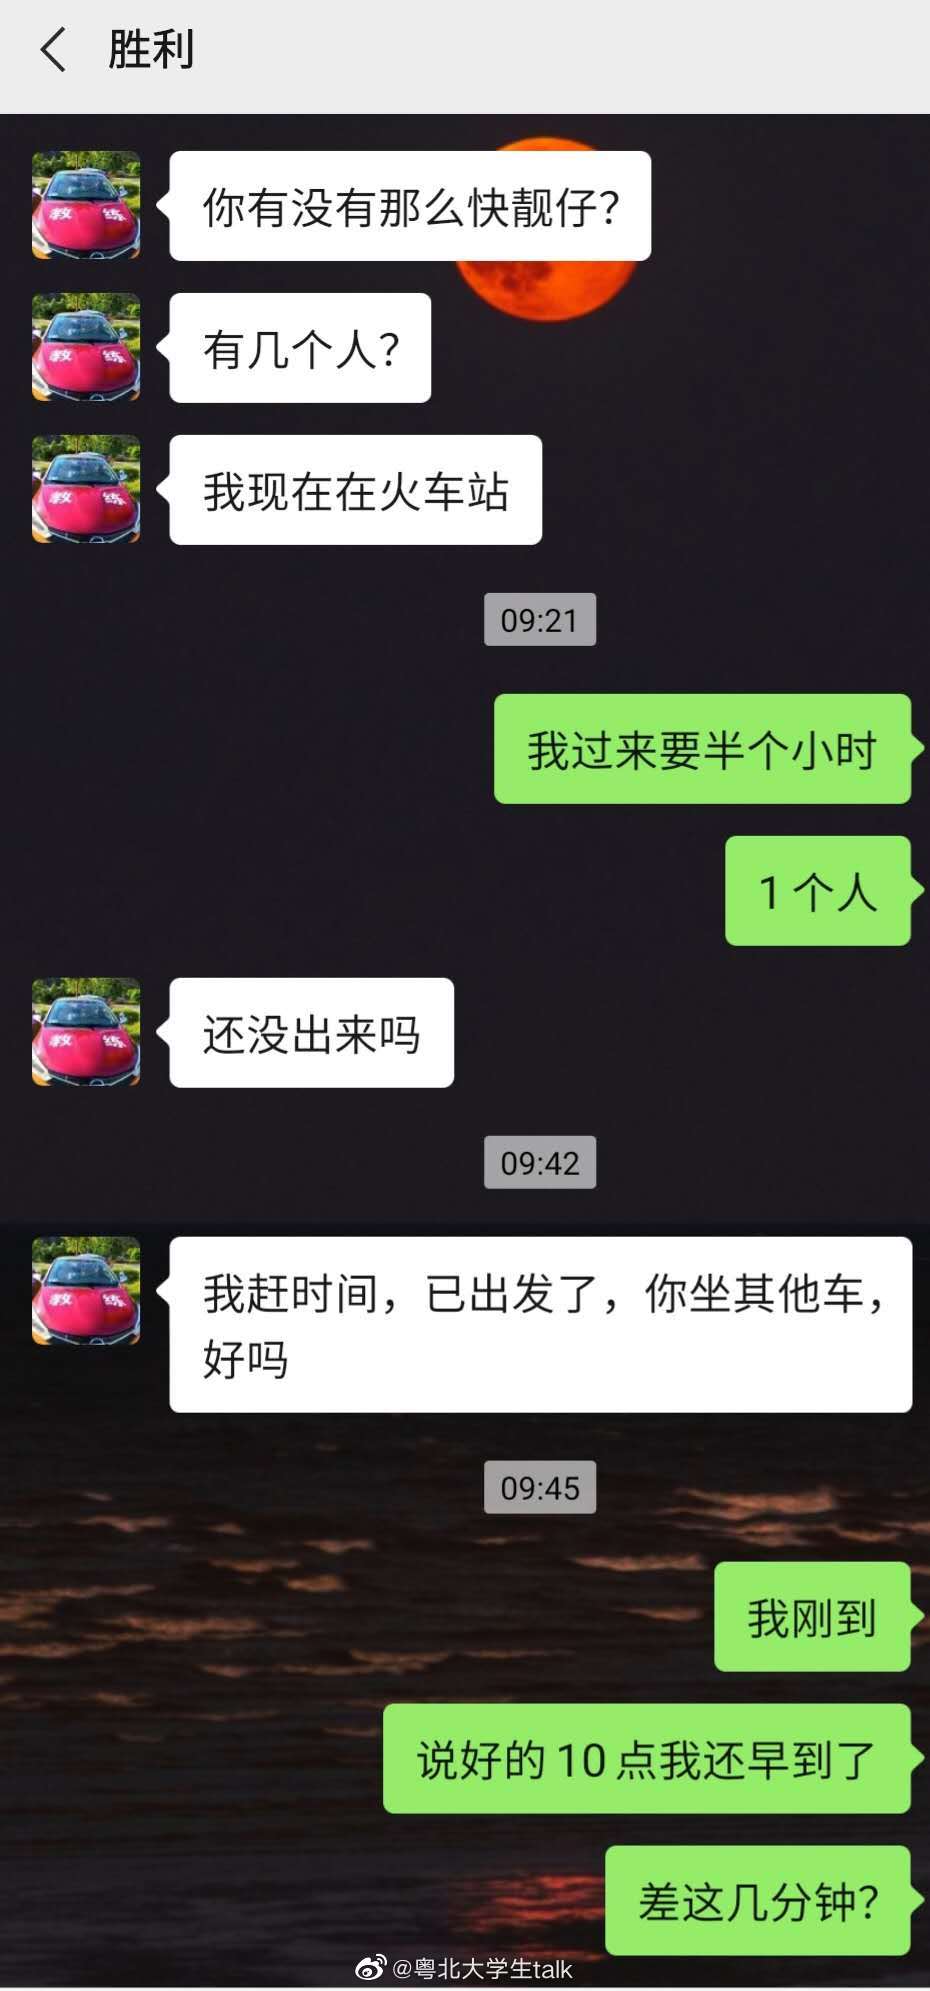 胜利
你有没有那么快靓仔？
有几个人？
我现在在火车站
09:21
我过来要半个小时
1个人
还没出来吗
09:42
我赶时间，已出发了，你坐其他车，
好吗
09:45
我刚到
说好的10点我还早到了
差这几分钟？
@粤北大学生talk